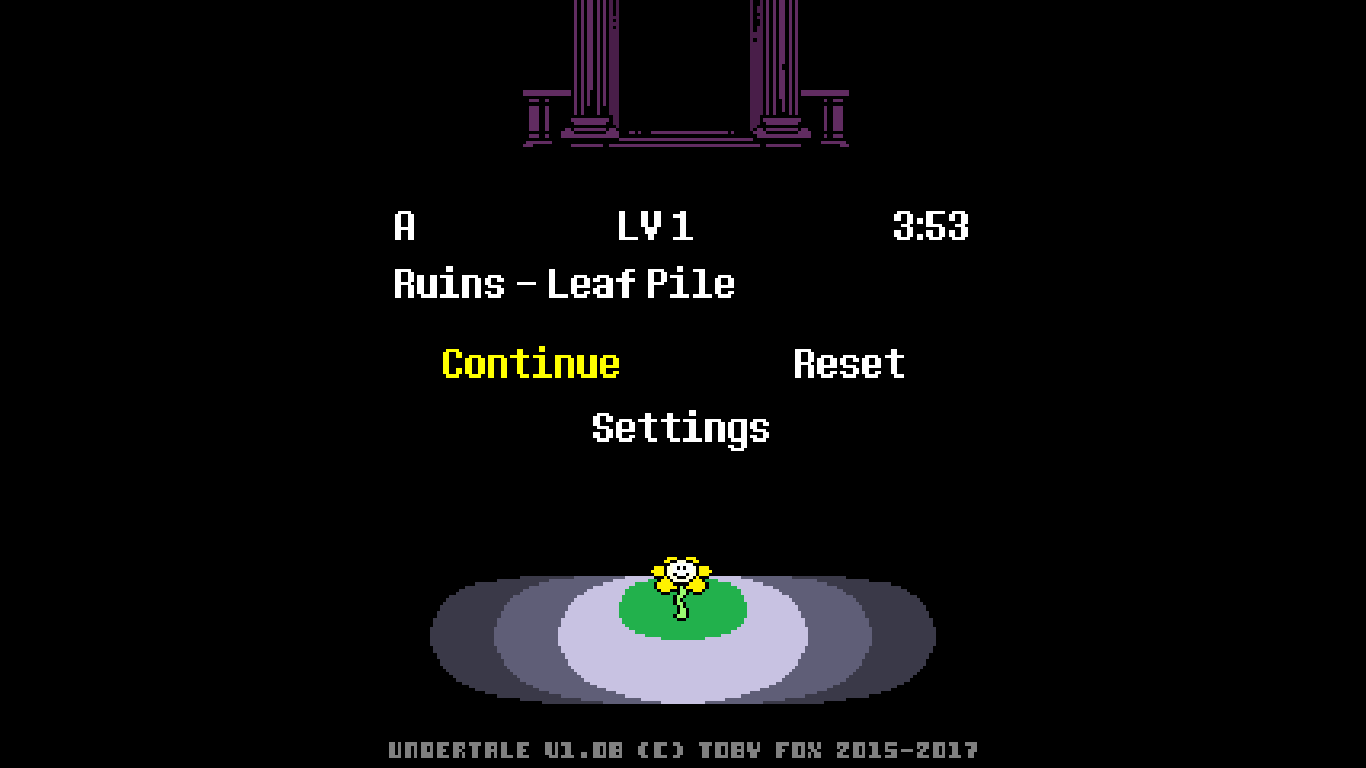 A LV 1 3:53
Ruins - Leaf Pile
Continue Reset
Settings
UNDERTALE V1.08 (C) TOBY FOX 2015-2017